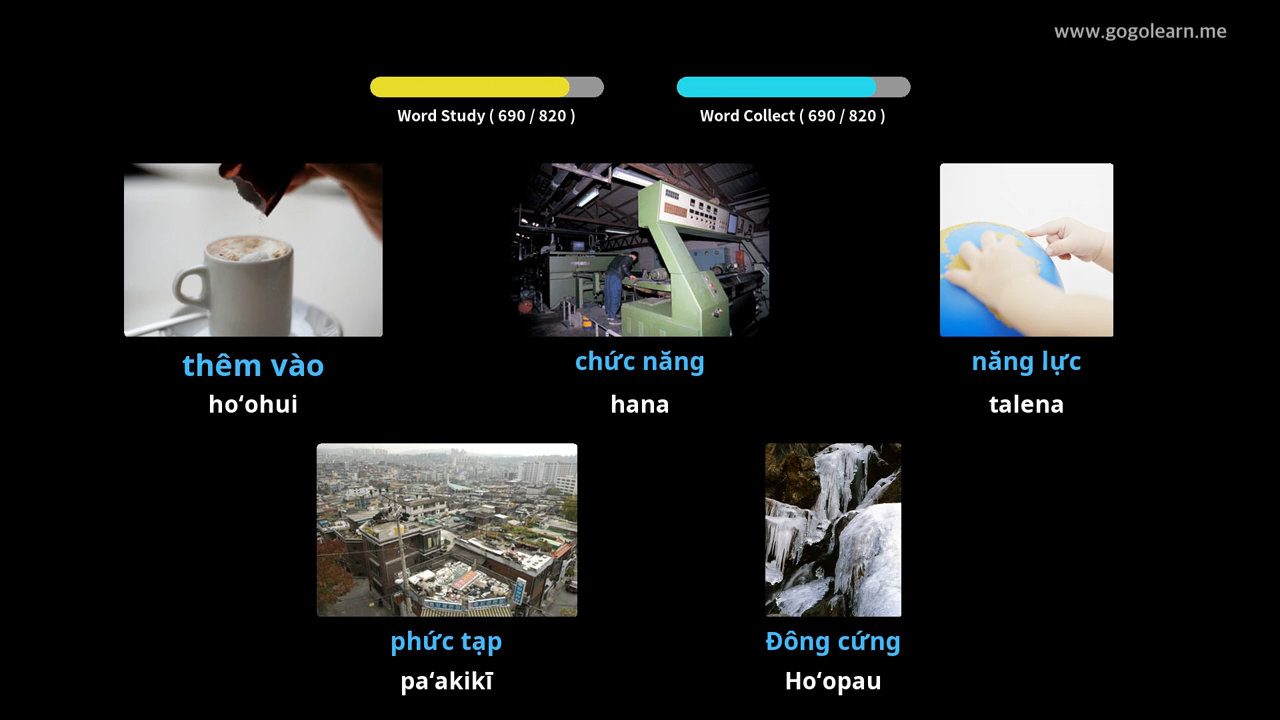 www.gogolearn.me
Word Study ( 690 / 820 )
Word Collect ( 690 / 820 )
thêm vào
hoʻohui
chức năng
hana
năng lực
talena
phức tạp
paʻakikī
Đông cứng
Hoʻopau